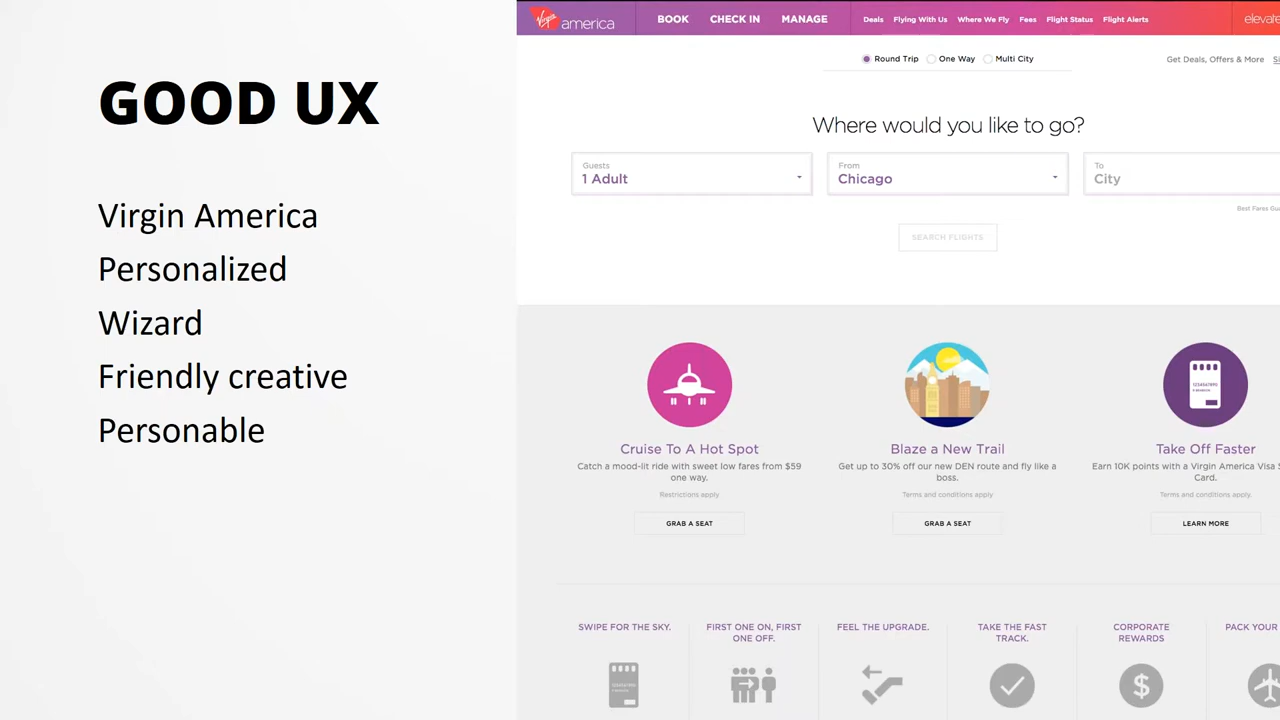 GOOD UX
Virgin America
Personalized
Wizard
Friendly creative
Personable
Virgin america
BOOK CHECK IN MANAGE Deals Flying With Us Where We Fly Fees Flight Status Flight Alerts
Round Trip One Way Multi City Get Deals, Offers & More
Where would you like to go?
Guests From To
1 Adult Chicago City
Best Fares
SEARCH FLIGHTS
Cruise To A Hot Spot
Catch a mood-lit ride with sweet low fares from $59
one way.
Restrictions apply
GRAB A SEAT
Blaze a New Trail
Get up to 30% off our new DEN route and fly like a
boss.
Terms and conditions apply
GRAB A SEAT
Take Off Faster
Earn 10K points with a Virgin America Visa
Card.
Terms and conditions apply.
LEARN MORE
SWIPE FOR THE SKY.
FIRST ONE ON, FIRST
ONE OFF.
FEEL THE UPGRADE.
TAKE THE FAST
TRACK.
CORPORATE
REWARDS
PACK YOUR